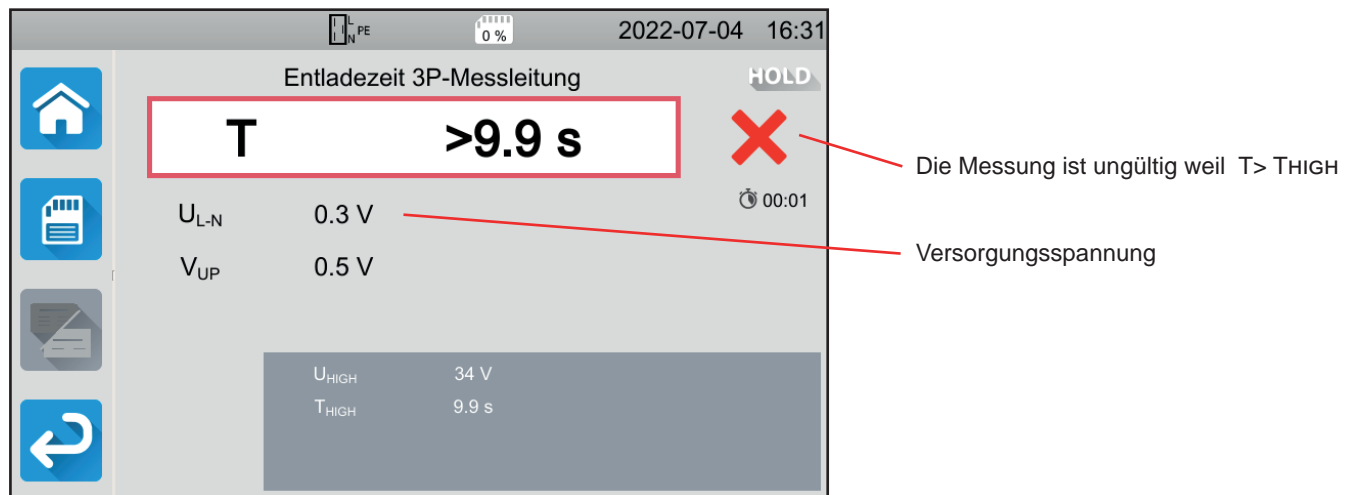 L
N PE
0 %
2022-07-04 16:31
Entladezeit 3P-Messleitung
HOLD
T >9.9 s
Die Messung ist ungültig weil T> THIGH
00:01
UL-N 0.3 V
Versorgungsspannung
VUP 0.5 V
UHIGH 34 V
THIGH 9.9 s